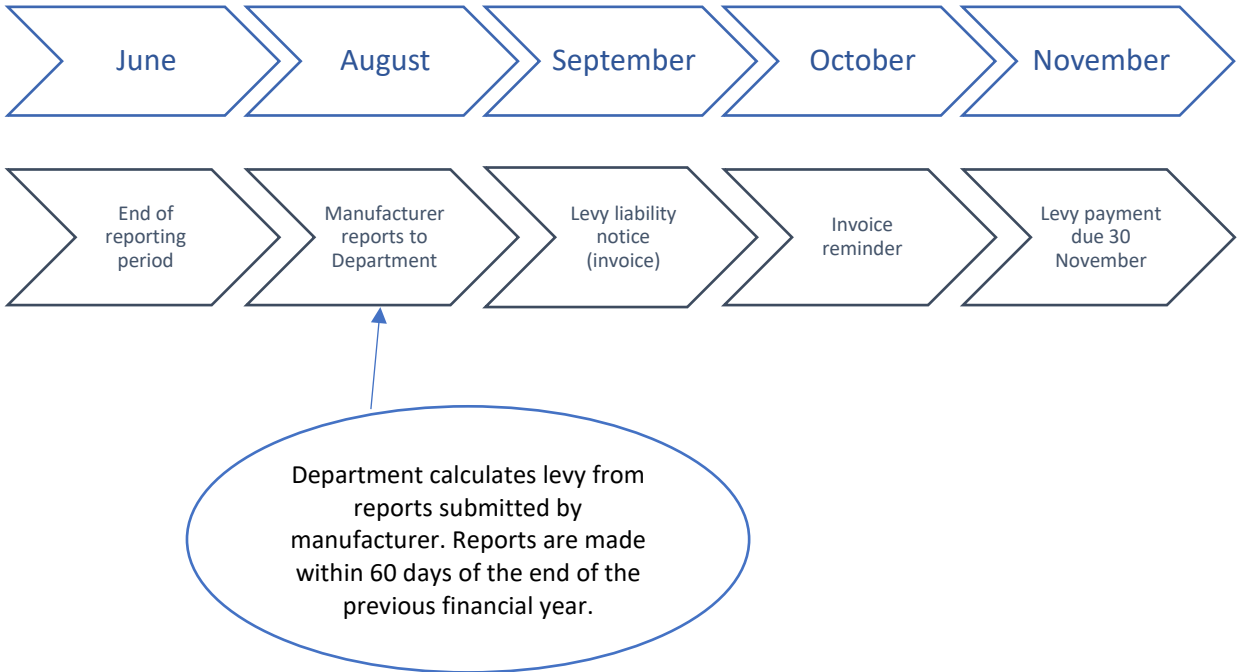 June
August
September
October
November
End of
reporting
period
Manufacturer
reports to
Department
Levy liability
notice
(invoice)
Invoice
reminder
Levy payment
due 30
November
Department calculates levy from
reports submitted by
manufacturer. Reports are made
within 60 days of the end of the
previous financial year.